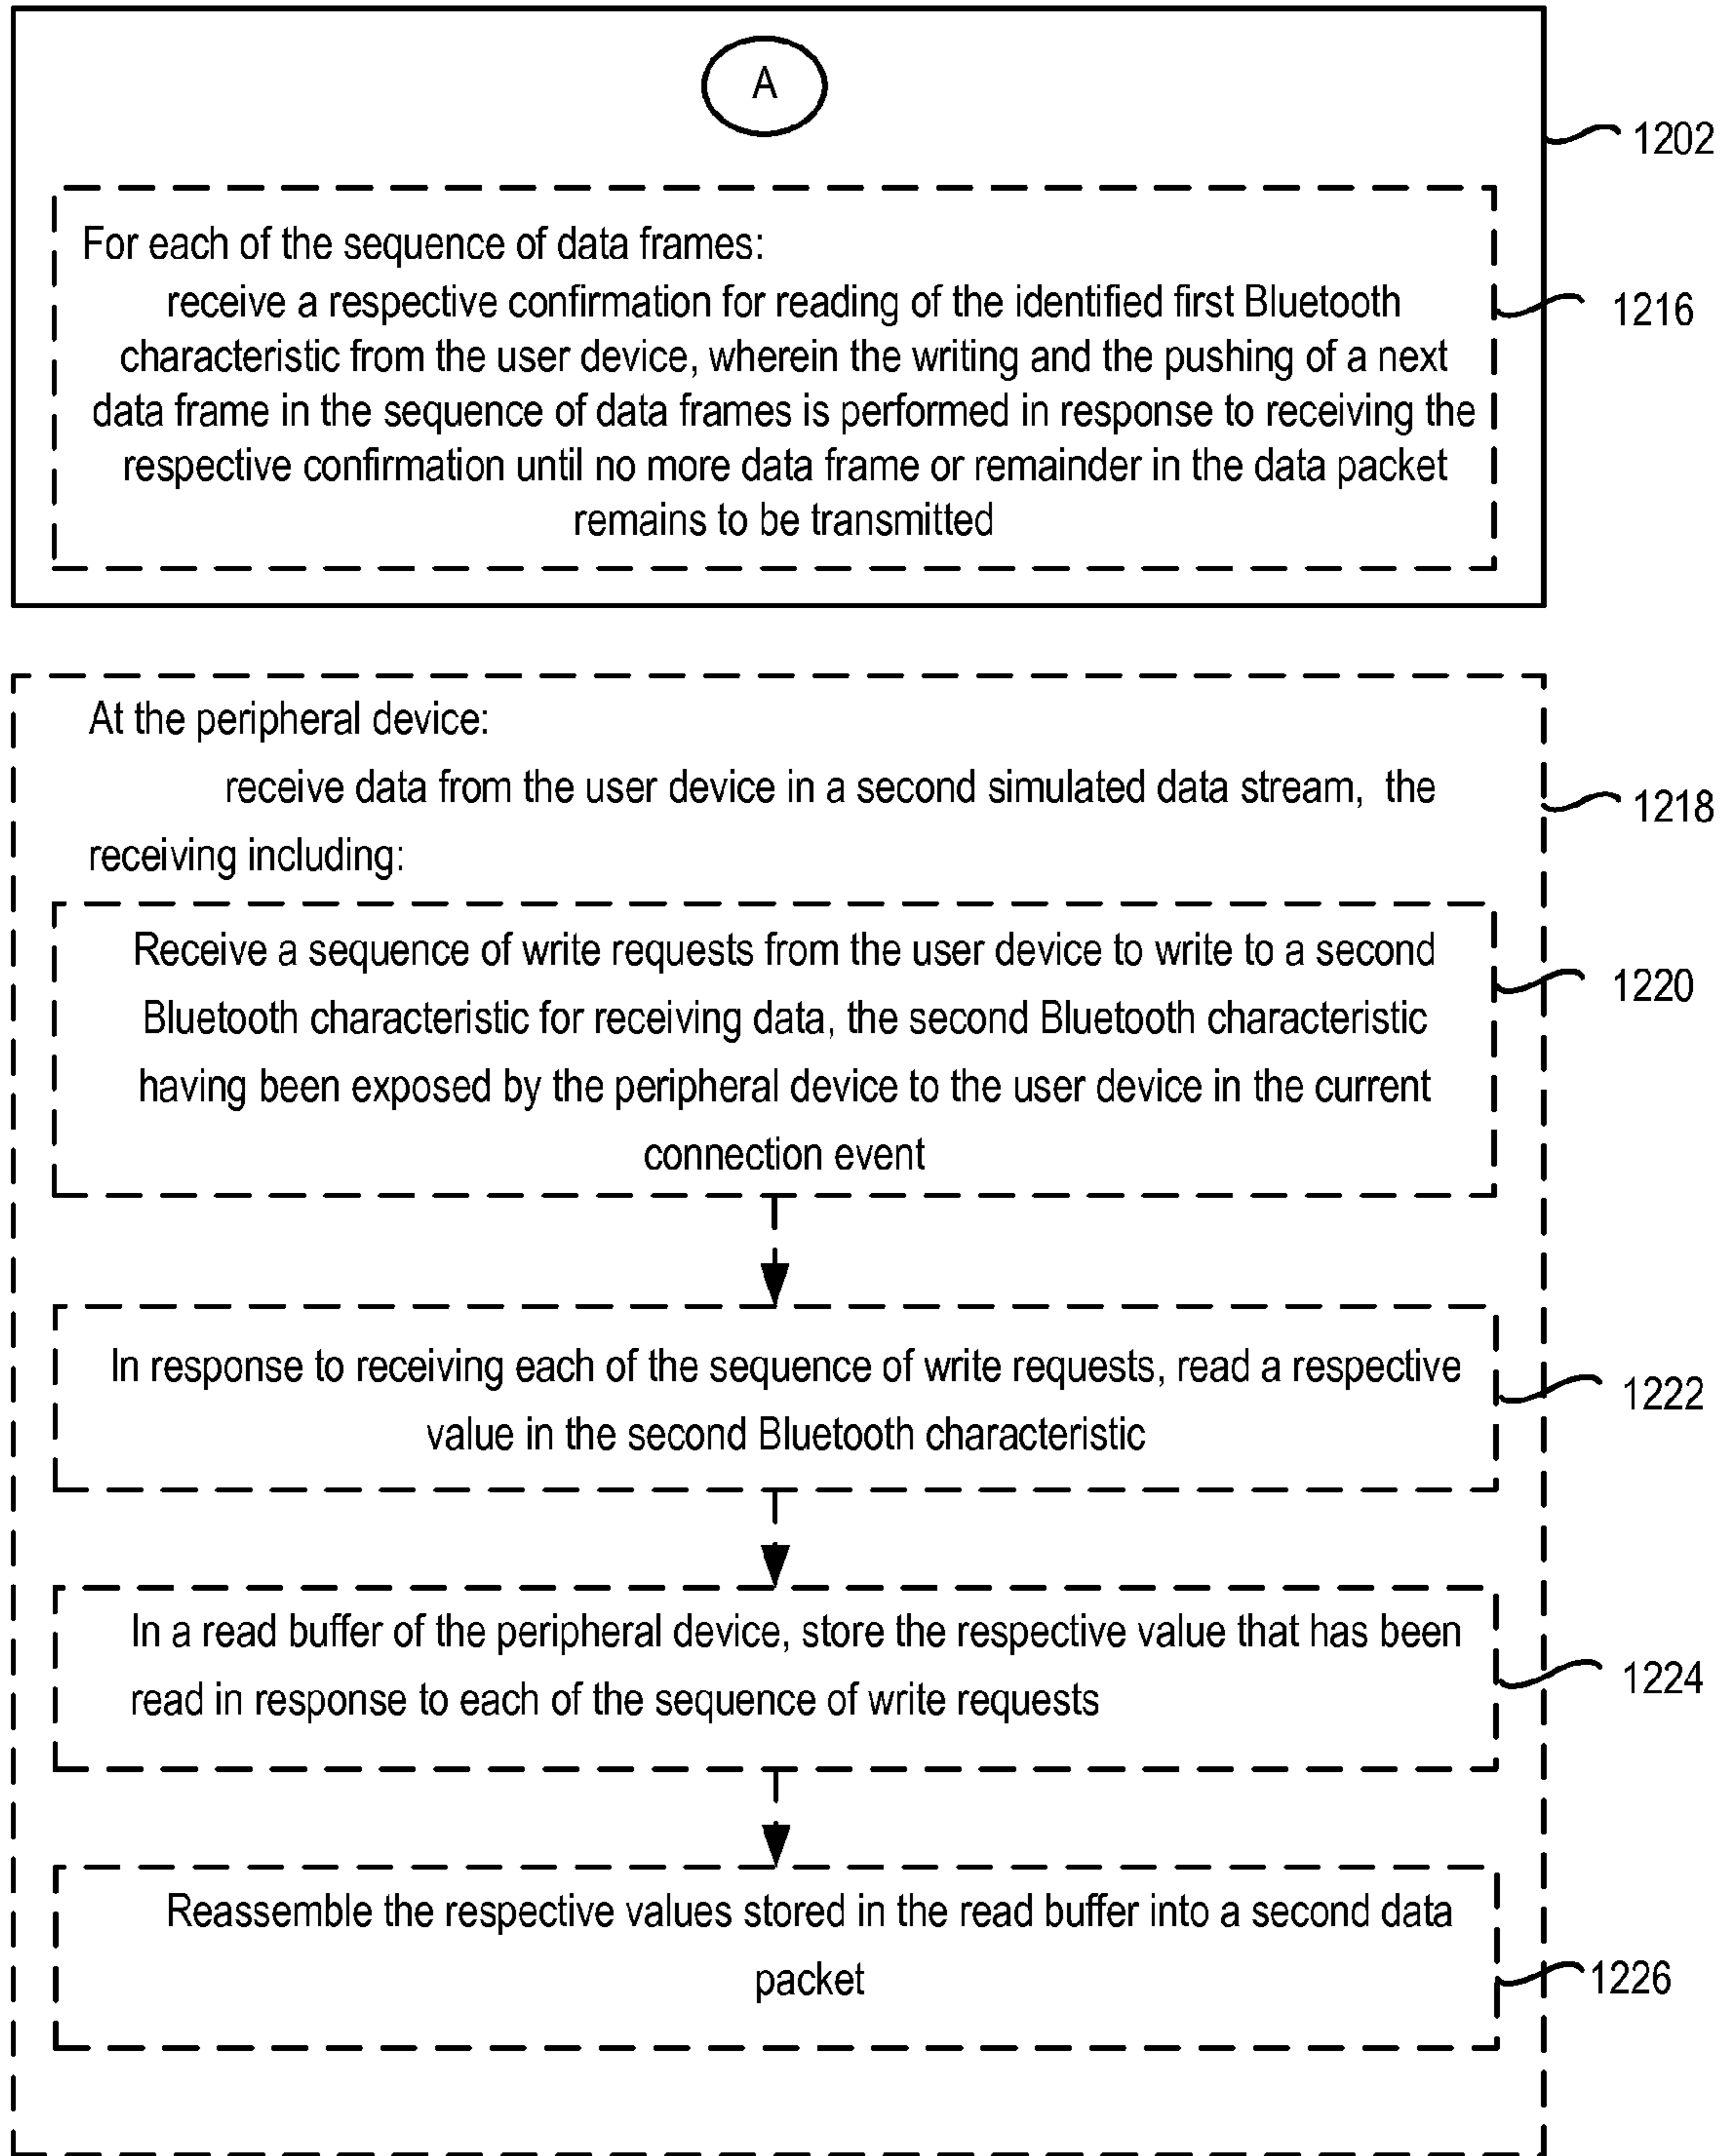 A
1202
For each of the sequence of data frames:
receive a respective confirmation for reading of the identified first Bluetooth
characteristic from the user device, wherein the writing and the pushing of a next
data frame in the sequence of data frames is performed in response to receiving the
respective confirmation until no more data frame or remainder in the data packet
remains to be transmitted
1216
At the peripheral device:
receive data from the user device in a second simulated data stream, the
receiving including:
1218
Receive a sequence of write requests from the user device to write to a second
Bluetooth characteristic for receiving data, the second Bluetooth characteristic
having been exposed by the peripheral device to the user device in the current
connection event
1220
In response to receiving each of the sequence of write requests, read a respective
value in the second Bluetooth characteristic
1222
In a read buffer of the peripheral device, store the respective value that has been
read in response to each of the sequence of write requests
1224
Reassemble the respective values stored in the read buffer into a second data
packet
1226